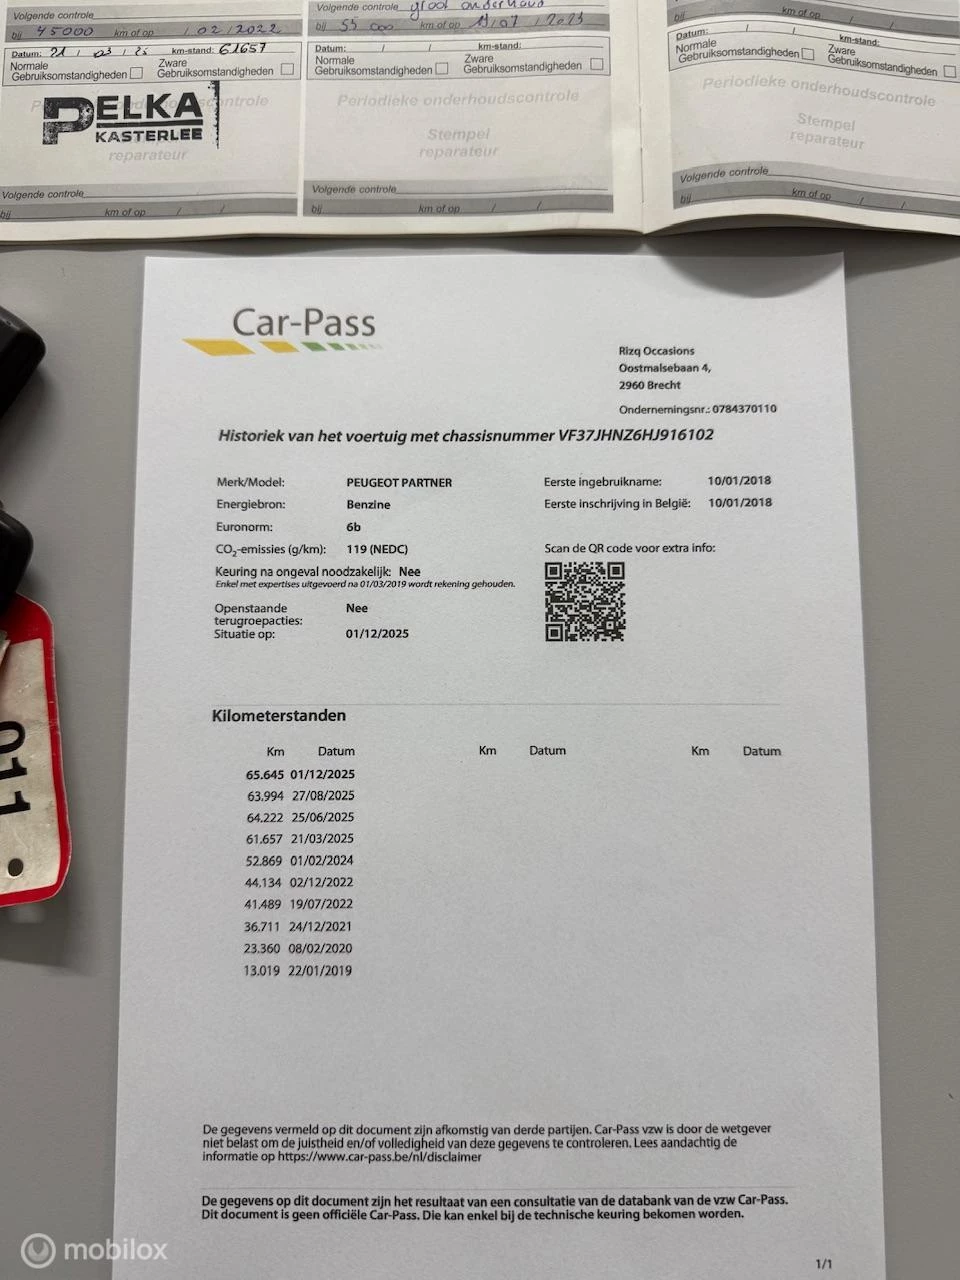 Volgende controle groot onderhoud
bij 45000 km of op / 02 / 2022
bij 55 000 km of op 19/07 / 2023
bij km of op / /
Datum: 21 / 03 / 25 km-stand: 61657
Datum: / / km-stand:
Datum: / / km-stand:
Normale Gebruiksomstandigheden
Zware Gebruiksomstandigheden
Normale Gebruiksomstandigheden
Zware Gebruiksomstandigheden
Normale Gebruiksomstandigheden
Zware Gebruiksomstandigheden
PELKA
KASTERLEE
reparateur
Periodieke onderhoudscontrole
Stempel
reparateur
Periodieke onderhoudscontrole
Stempel
reparateur
Volgende controle
bij km of op / /
Volgende controle
bij km of op / /
Volgende controle
bij km of op / /
011
Car-Pass
Rizq Occasions
Oostmalsebaan 4,
2960 Brecht
Ondernemingsnr.: 0784370110
Historiek van het voertuig met chassisnummer VF37JHNZ6HJ916102
Merk/Model: PEUGEOT PARTNER
Eerste ingebruikname: 10/01/2018
Energiebron: Benzine
Eerste inschrijving in België: 10/01/2018
Euronorm: 6b
CO₂-emissies (g/km): 119 (NEDC)
Scan de QR code voor extra info:
Keuring na ongeval noodzakelijk: Nee
Enkel met expertises uitgevoerd na 01/03/2019 wordt rekening gehouden.
Openstaande Nee
terugroepacties:
Situatie op: 01/12/2025
Kilometerstanden
Km Datum Km Datum Km Datum
65.645 01/12/2025
63.994 27/08/2025
64.222 25/06/2025
61.657 21/03/2025
52.869 01/02/2024
44.134 02/12/2022
41.489 19/07/2022
36.711 24/12/2021
23.360 08/02/2020
13.019 22/01/2019
De gegevens vermeld op dit document zijn afkomstig van derde partijen. Car-Pass vzw is door de wetgever
niet belast om de juistheid en/of volledigheid van deze gegevens te controleren. Lees aandachtig de
informatie op https://www.car-pass.be/nl/disclaimer
De gegevens op dit document zijn het resultaat van een consultatie van de databank van de vzw Car-Pass.
Dit document is geen officiële Car-Pass. Die kan enkel bij de technische keuring bekomen worden.
mobilox
1/1